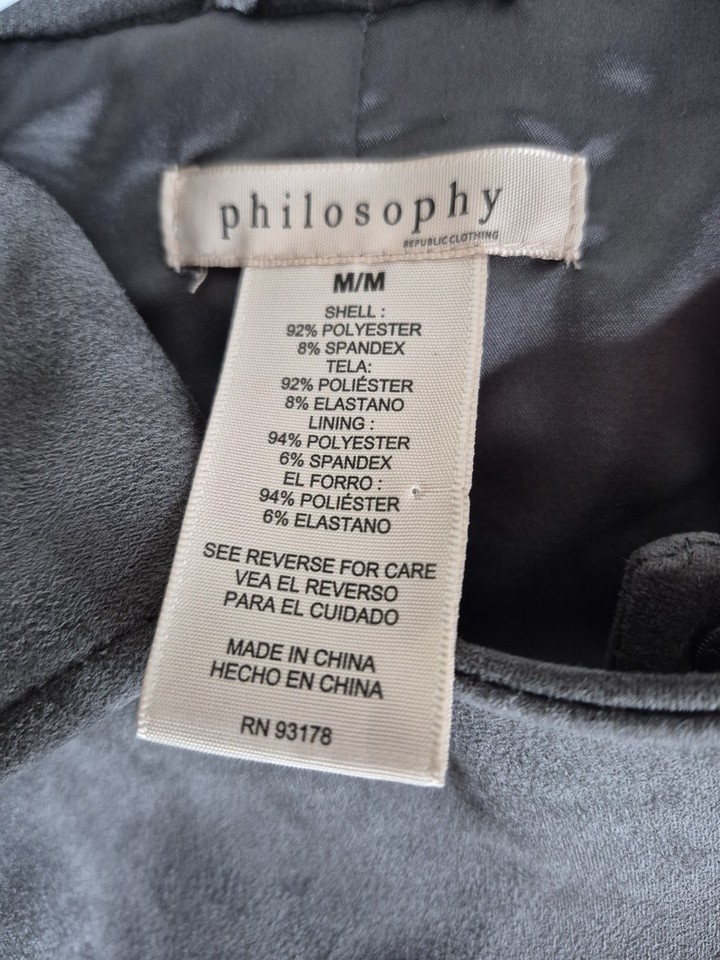 philosophy
REPUBLIC CLOTHING
M/M
SHELL :
92% POLYESTER
8% SPANDEX
TELA:
92% POLIÉSTER
8% ELASTANO
LINING :
94% POLYESTER
6% SPANDEX
EL FORRO :
94% POLIÉSTER
6% ELASTANO
SEE REVERSE FOR CARE
VEA EL REVERSO
PARA EL CUIDADO
MADE IN CHINA
HECHO EN CHINA
RN 93178